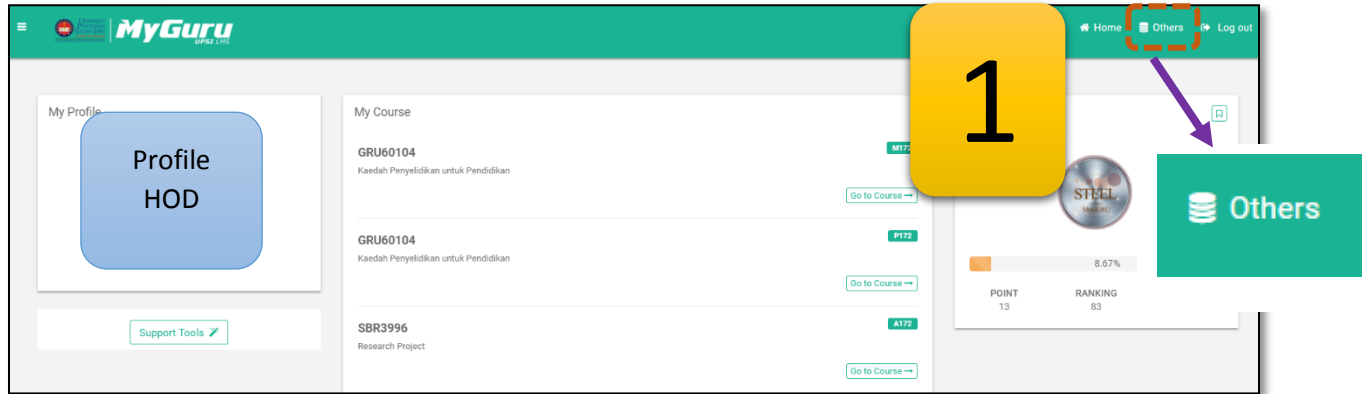 MyGuru
UPSI LMS
Home
Others
Log out
1
My Profile
Profile
HOD
Support Tools
My Course
GRU60104
M172
Kaedah Penyelidikan untuk Pendidikan
Go to Course →
GRU60104
P172
Kaedah Penyelidikan untuk Pendidikan
Go to Course →
SBR3996
A172
Research Project
Go to Course →
STEEL
MYGURU
8.67%
POINT RANKING
13 83
Others